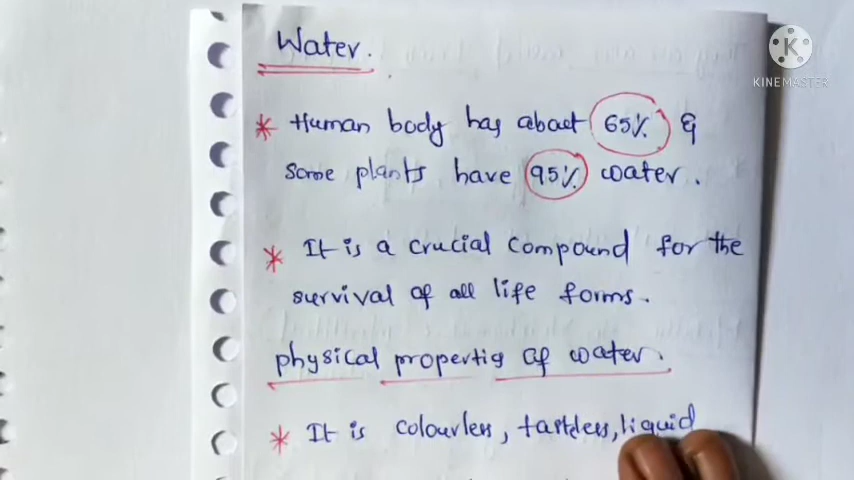 Water.
* Human body has about 65% &
some plants have 95% water.
* It is a crucial compound for the
survival of all life forms.
physical properties of water.
* It is colourless, tasteless, liquid
K
KINEMASTER